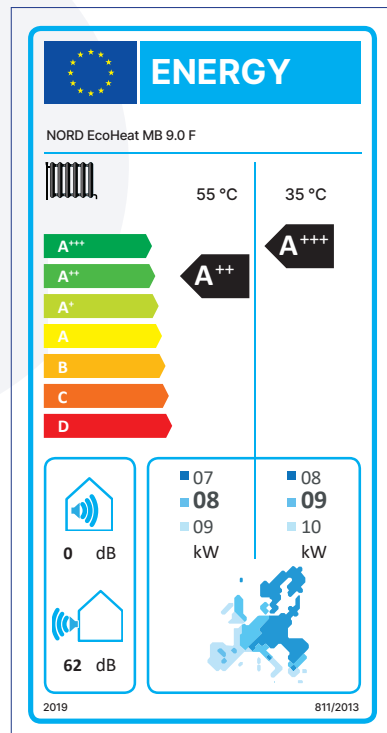 ENERGY
NORD EcoHeat MB 9.0 F
55 °C 35 °C
A+++
A+++
A++
A++
A+
A
B
C
D
07 08
08 09
09 10
kW kW
0 dB
62 dB
2019 811/2013